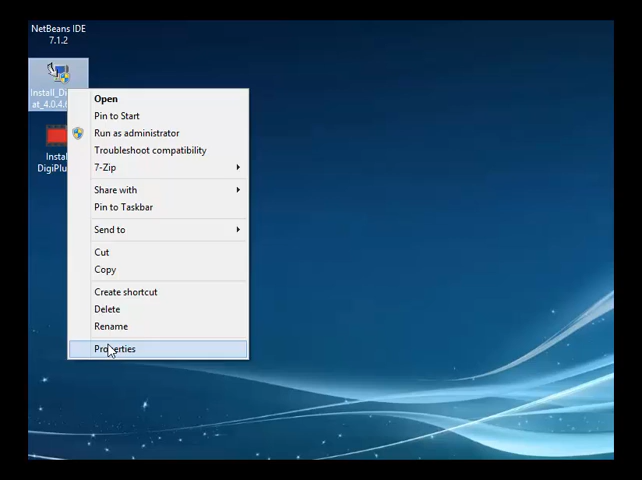 NetBeans IDE
7.1.2
Install_Di
at_4.0.4.
Instal
DigiPlu
Open
Pin to Start
Run as administrator
Troubleshoot compatibility
7-Zip
Share with
Pin to Taskbar
Send to
Cut
Copy
Create shortcut
Delete
Rename
Properties